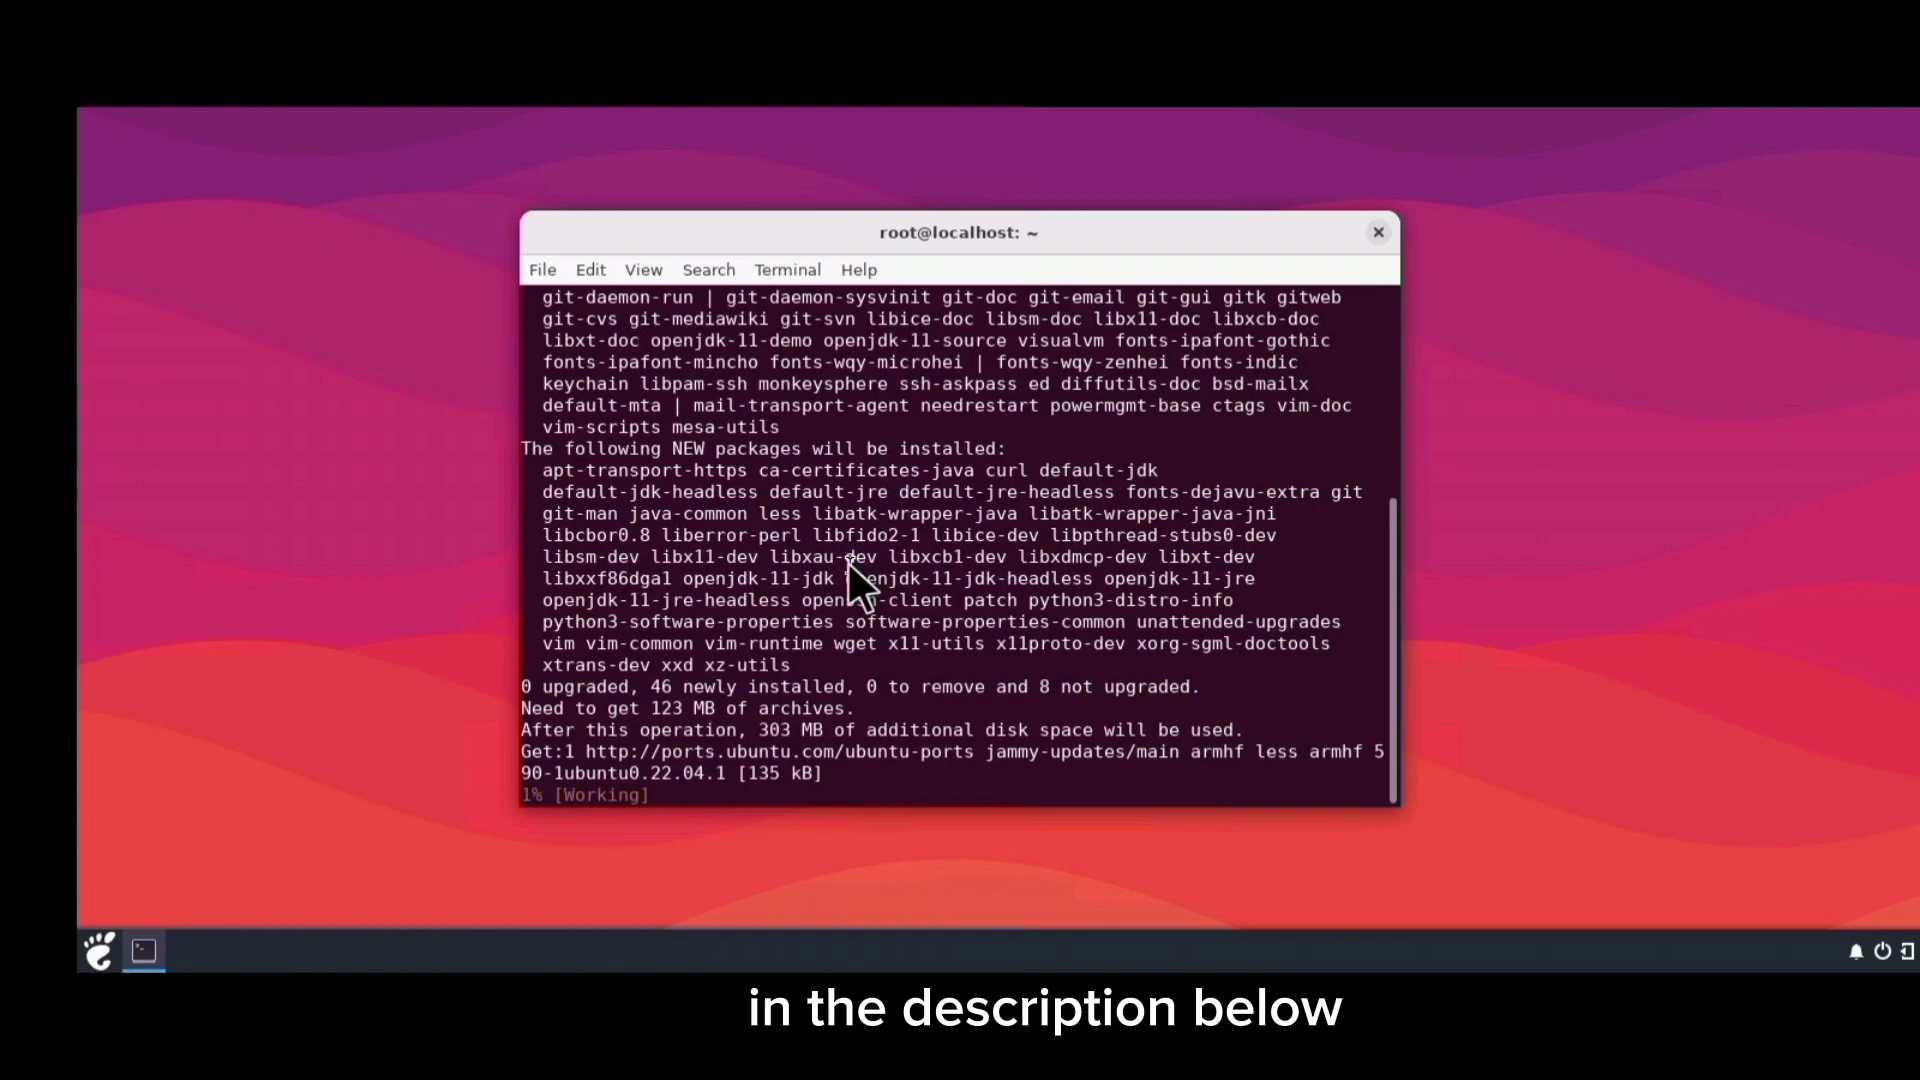 root@localhost: ~
File Edit View Search Terminal Help
git-daemon-run | git-daemon-sysvinit git-doc git-email git-gui gitk gitweb
git-cvs git-mediawiki git-svn libice-doc libsm-doc libx11-doc libxcb-doc
libxt-doc openjdk-11-demo openjdk-11-source visualvm fonts-ipafont-gothic
fonts-ipafont-mincho fonts-wqy-microhei | fonts-wqy-zenhei fonts-indic
keychain libpam-ssh monkeysphere ssh-askpass ed diffutils-doc bsd-mailx
default-mta | mail-transport-agent needrestart powermgmt-base ctags vim-doc
vim-scripts mesa-utils
The following NEW packages will be installed:
apt-transport-https ca-certificates-java curl default-jdk
default-jdk-headless default-jre default-jre-headless fonts-dejavu-extra git
git-man java-common less libatk-wrapper-java libatk-wrapper-java-jni
libcbor0.8 liberror-perl libfido2-1 libice-dev libpthread-stubs0-dev
libsm-dev libx11-dev libxau-dev libxcb1-dev libxdmcp-dev libxt-dev
libxxf86dga1 openjdk-11-jdk openjdk-11-jdk-headless openjdk-11-jre
openjdk-11-jre-headless patch python3-distro-info
python3-software-properties software-properties-common unattended-upgrades
vim vim-common vim-runtime wget x11-utils x11proto-dev xorg-sgml-doctools
xtrans-dev xxd xz-utils
0 upgraded, 46 newly installed, 0 to remove and 8 not upgraded.
Need to get 123 MB of archives.
After this operation, 303 MB of additional disk space will be used.
Get:1 http://ports.ubuntu.com/ubuntu-ports jammy-updates/main armhf less armhf 5
90-1ubuntu0.22.04.1 [135 kB]
1% [Working]
in the description below